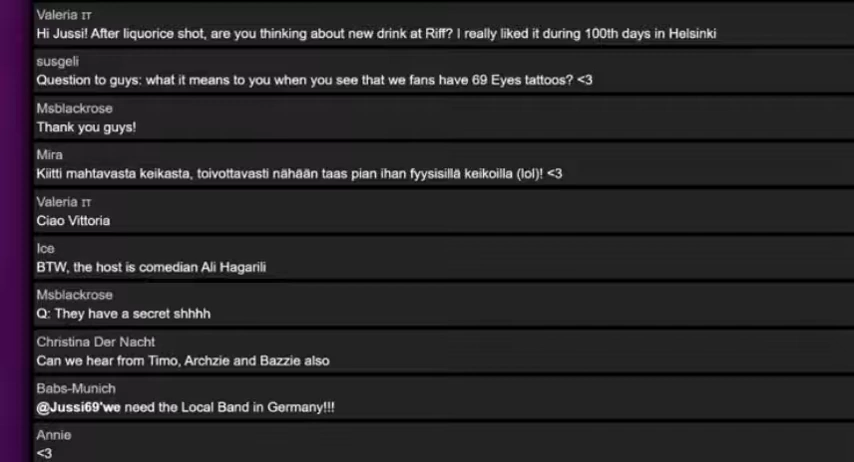 Valeria IT
Hi Jussi! After liquorice shot, are you thinking about new drink at Riff? I really liked it during 100th days in Helsinki
susgeli
Question to guys: what it means to you when you see that we fans have 69 Eyes tattoos? <3
Msblackrose
Thank you guys!
Mira
Kiitti mahtavasta keikasta, toivottavasti nähään taas pian ihan fyysisillä keikoilla (lol)! <3
Valeria IT
Ciao Vittoria
Ice
BTW, the host is comedian Ali Hagarili
Msblackrose
Q: They have a secret shhhh
Christina Der Nacht
Can we hear from Timo, Archzie and Bazzie also
Babs-Munich
@Jussi69'we need the Local Band in Germany!!!
Annie
<3